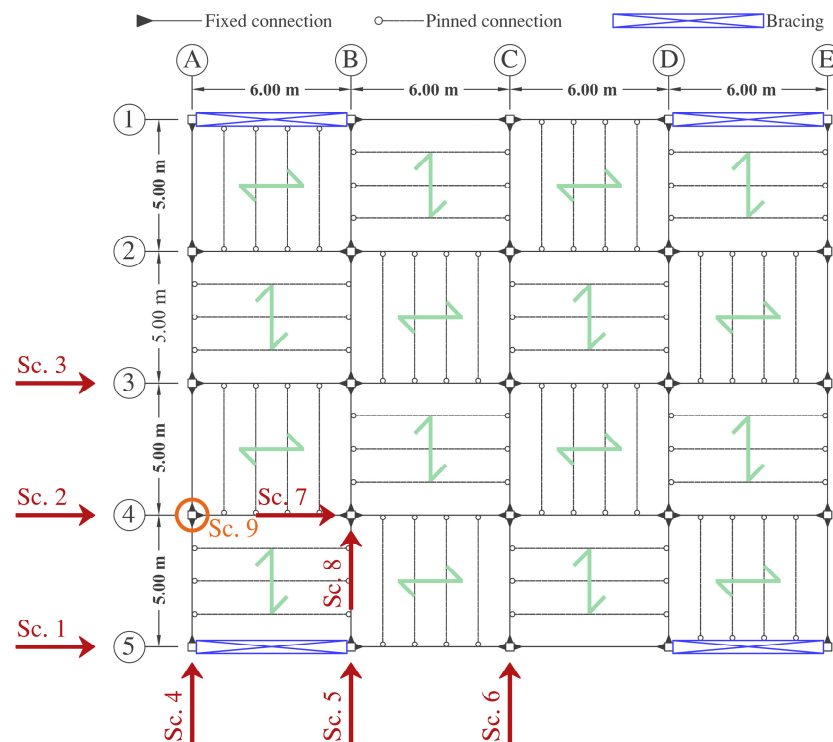 Fixed connection
Pinned connection
Bracing
A B C D E
6.00 m 6.00 m 6.00 m 6.00 m
1
5.00 m
2
5.00 m
Sc. 3
3
5.00 m
Sc. 2
4
Sc. 7
Sc. 9
5.00 m
Sc. 8
Sc. 1
5
Sc. 4
Sc. 5
Sc. 6